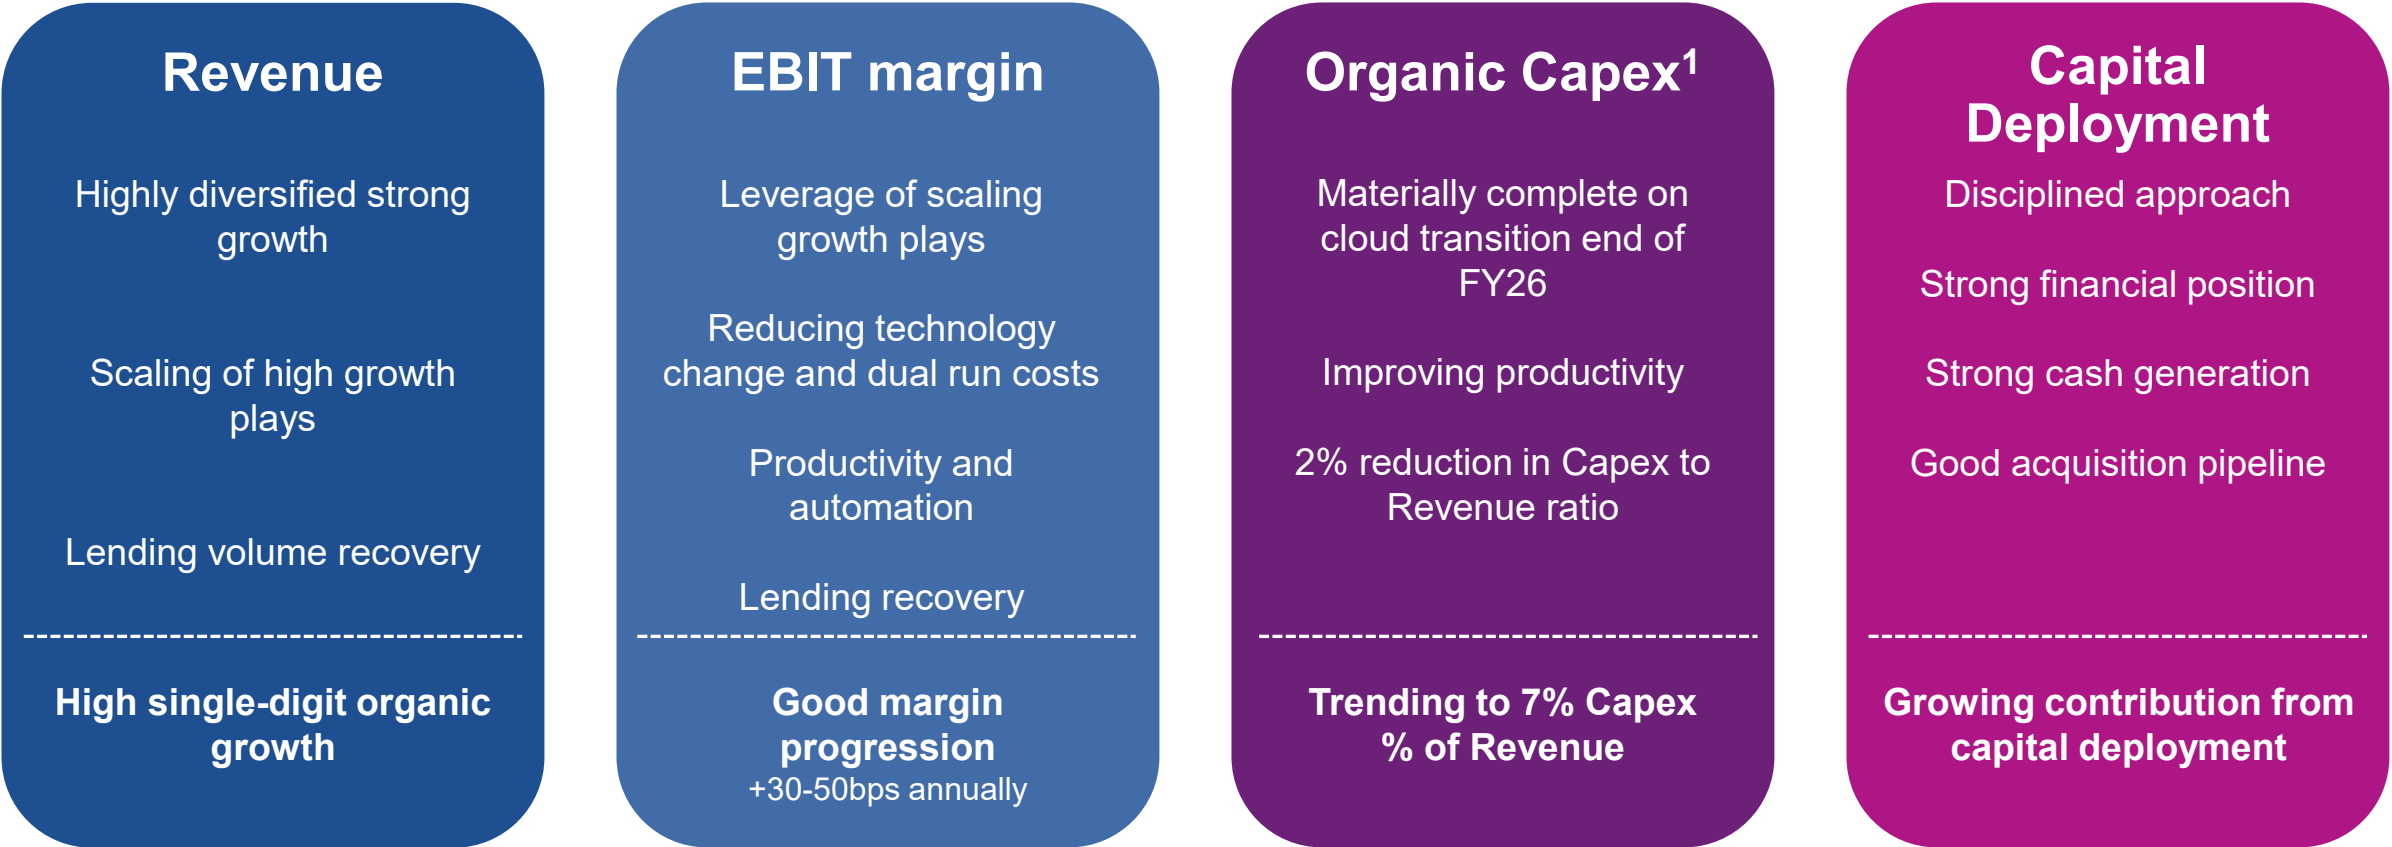 Revenue
Highly diversified strong
growth
Scaling of high growth
plays
Lending volume recovery
High single-digit organic
growth
EBIT margin
Leverage of scaling
growth plays
Reducing technology
change and dual run costs
Productivity and
automation
Lending recovery
Good margin
progression
+30-50bps annually
Organic Capex¹
Materially complete on
cloud transition end of
FY26
Improving productivity
2% reduction in Capex to
Revenue ratio
Trending to 7% Capex
% of Revenue
Capital
Deployment
Disciplined approach
Strong financial position
Strong cash generation
Good acquisition pipeline
Growing contribution from
capital deployment